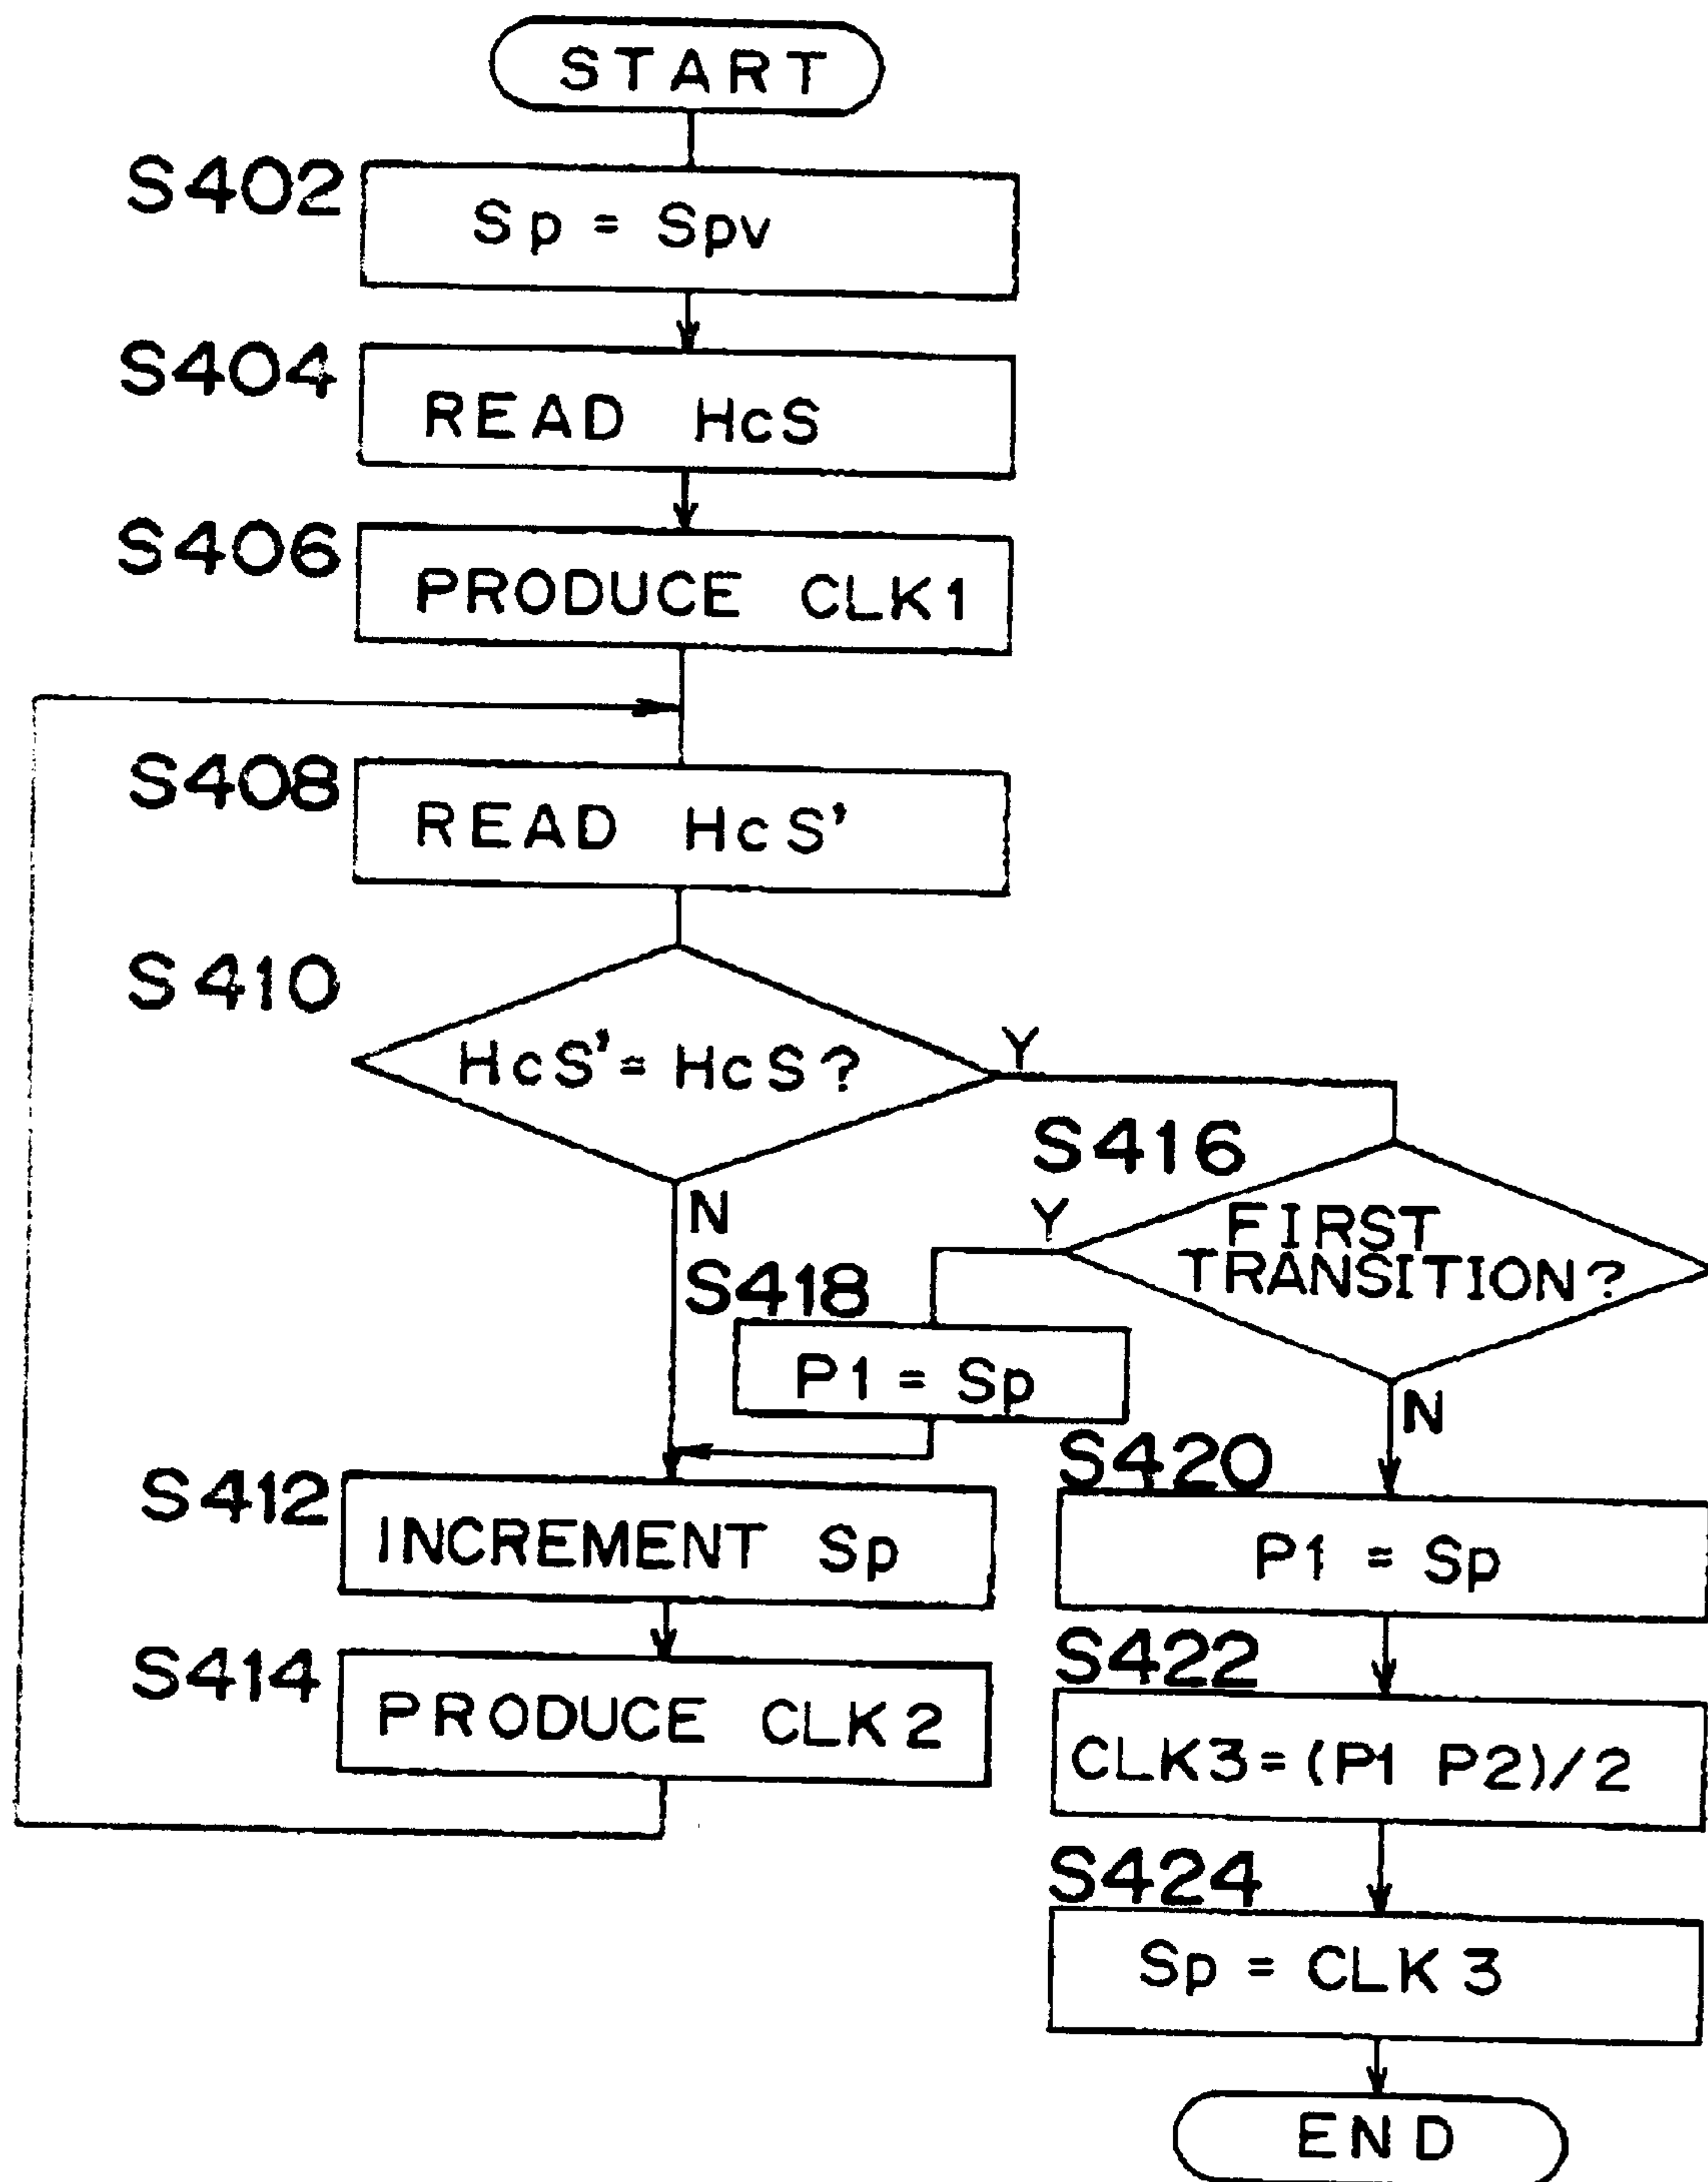 START
S402
Sp = Spv
S404
READ HcS
S406
PRODUCE CLK1
S408
READ HcS'
S410
HcS' = HcS?
Y
N
S416
FIRST
TRANSITION?
Y
N
S418
P1 = Sp
S412
INCREMENT Sp
S414
PRODUCE CLK2
S420
P1 = Sp
S422
CLK3=(P1 P2)/2
S424
Sp = CLK3
END